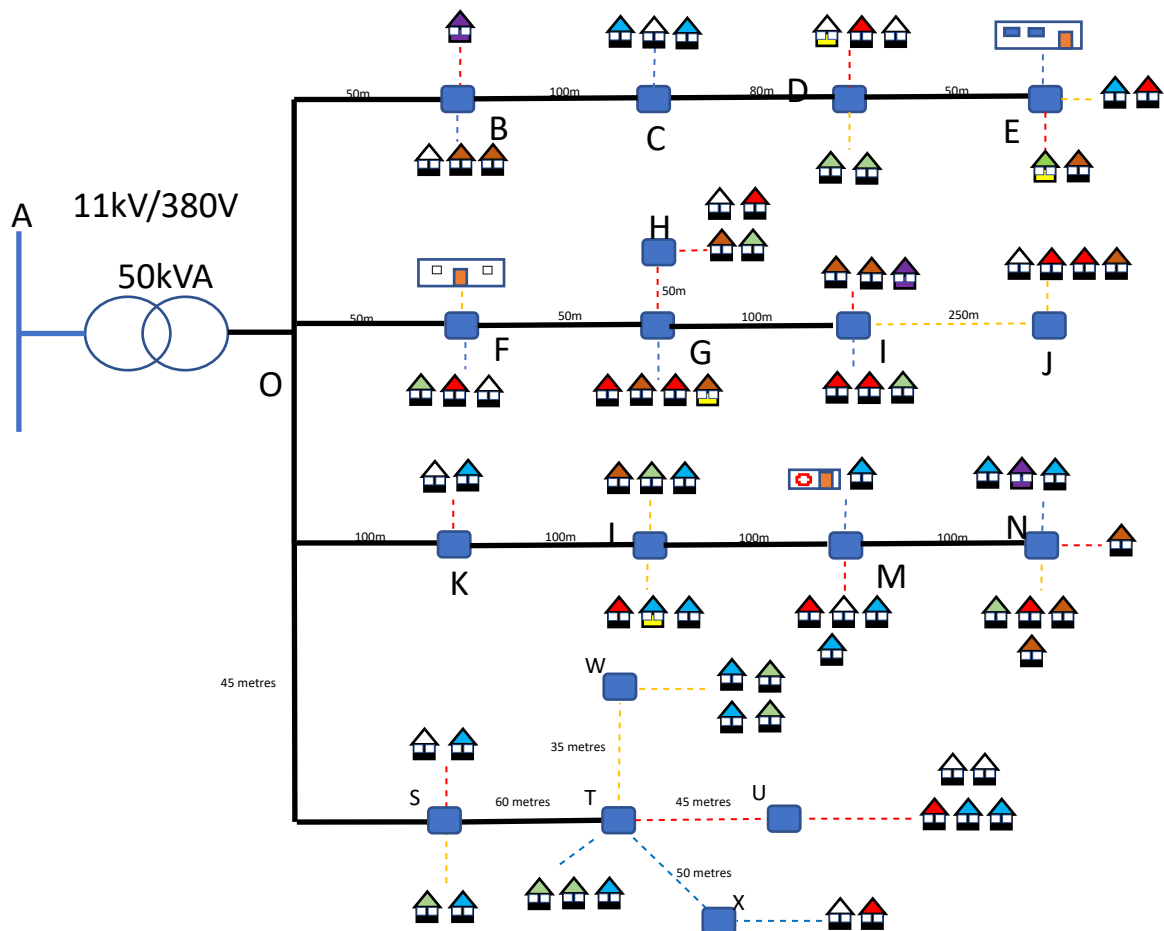 50m
100m
80m
D
50m
B
C
E
A
11kV/380V
50kVA
H
50m
50m
50m
100m
250m
F
G
I
J
O
100m
100m
L
100m
100m
N
K
M
45 metres
W
35 metres
S
60 metres
T
45 metres
U
50 metres
X